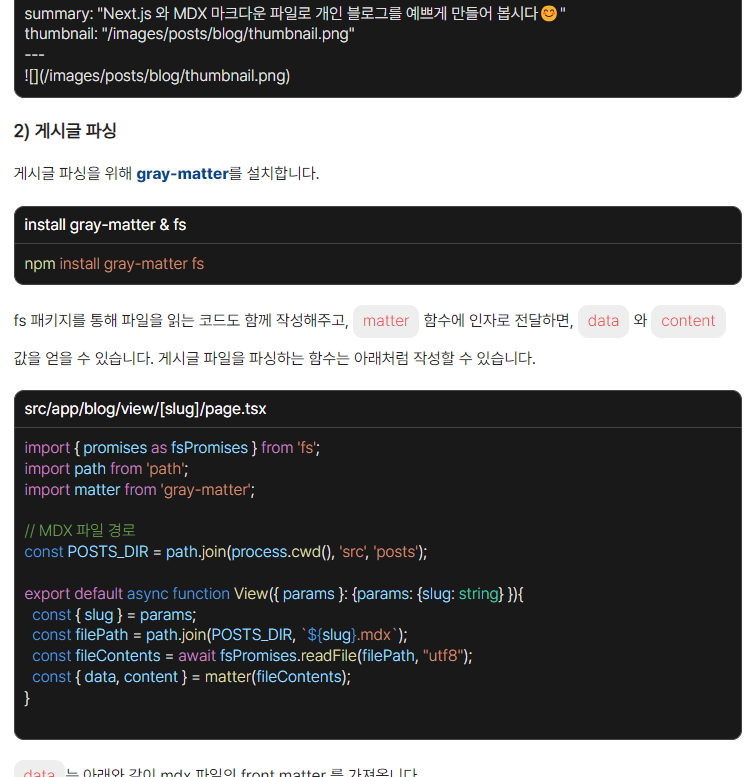 summary: "Next.js 와 MDX 마크다운 파일로 개인 블로그를 예쁘게 만들어 봅시다😊"
thumbnail: "/images/posts/blog/thumbnail.png"
---
![](/images/posts/blog/thumbnail.png)
2) 게시글 파싱
게시글 파싱을 위해 gray-matter를 설치합니다.
install gray-matter & fs
npm install gray-matter fs
fs 패키지를 통해 파일을 읽는 코드도 함께 작성해주고, matter 함수에 인자로 전달하면, data 와 content
값을 얻을 수 있습니다. 게시글 파일을 파싱하는 함수는 아래처럼 작성할 수 있습니다.
src/app/blog/view/[slug]/page.tsx
import { promises as fsPromises } from 'fs';
import path from 'path';
import matter from 'gray-matter';
// MDX 파일 경로
const POSTS_DIR = path.join(process.cwd(), 'src', 'posts');
export default async function View({ params }: {params: {slug: string} }){
const { slug } = params;
const filePath = path.join(POSTS_DIR, `${slug}.mdx`);
const fileContents = await fsPromises.readFile(filePath, "utf8");
const { data, content } = matter(fileContents);
}
data 는 아래와 같이 mdx 파일의 front matter 를 가져옵니다.